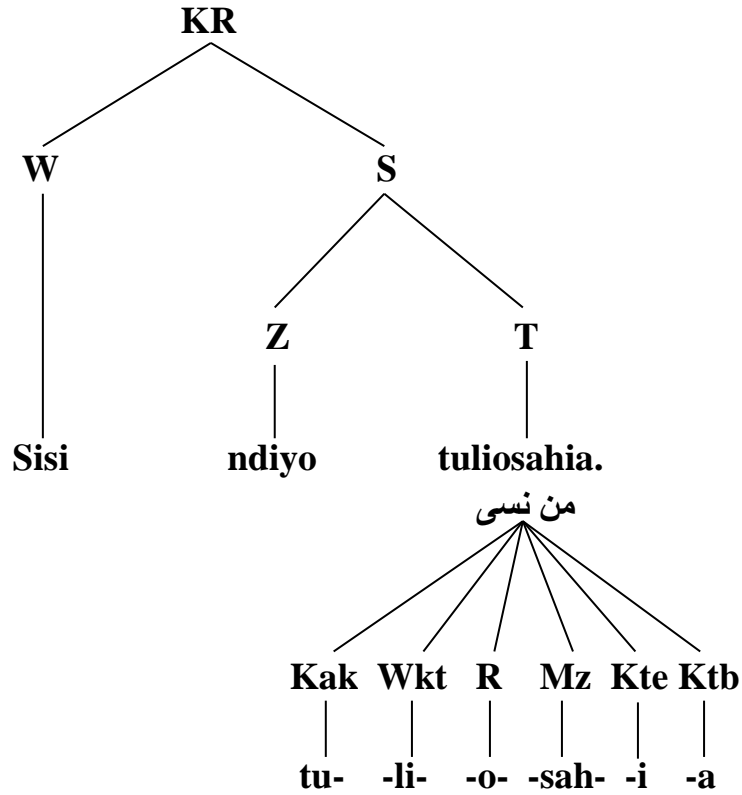 KR
W S
Z T
Sisi ndiyo tuliosahia.
من نسى
Kak Wkt R Mz Kte Ktb
tu- -li- -o- -sah- -i -a